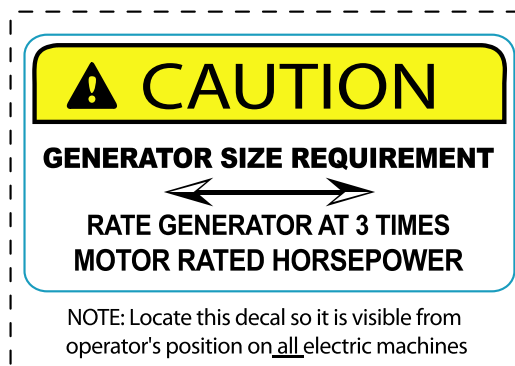 CAUTION
GENERATOR SIZE REQUIREMENT
RATE GENERATOR AT 3 TIMES
MOTOR RATED HORSEPOWER
NOTE: Locate this decal so it is visible from
operator's position on all electric machines